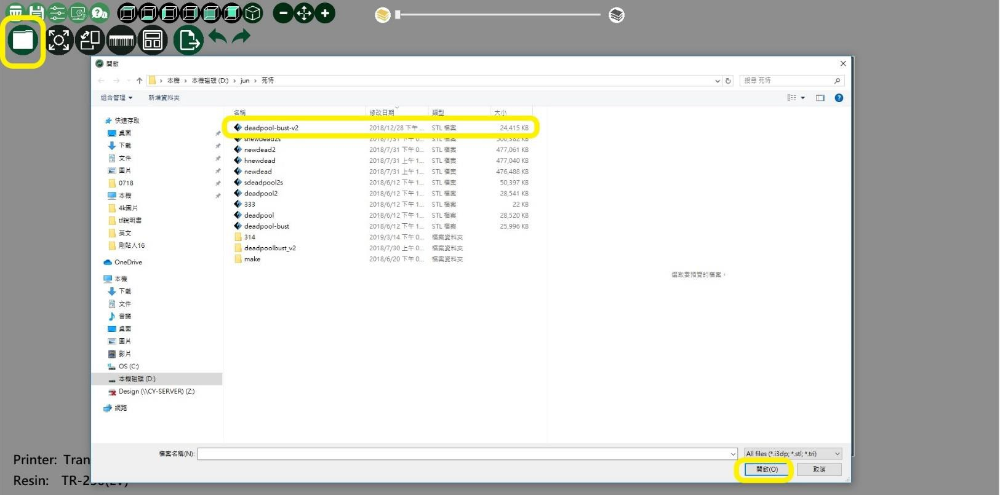 開啟
本機 › 本機磁碟 (D:) › jun › 死侍
搜尋 死侍
組合管理
新增資料夾
名稱 修改日期 類型 大小
deadpool-bust-v2 2018/12/28 下午 ... STL 檔案 24,415 KB
snewdead2s 2018/7/31 下午 0... STL 檔案 500,582 KB
newdead2 2018/7/31 下午 0... STL 檔案 477,061 KB
hnewdead 2018/7/31 上午 1... STL 檔案 477,040 KB
newdead 2018/7/31 上午 1... STL 檔案 476,488 KB
sdeadpool2s 2018/6/12 下午 1... STL 檔案 50,397 KB
deadpool2 2018/6/12 下午 1... STL 檔案 28,541 KB
333 2018/6/12 下午 1... STL 檔案 22 KB
deadpool 2018/6/12 下午 1... STL 檔案 28,520 KB
deadpool-bust 2018/6/12 下午 1... STL 檔案 25,996 KB
314 2019/3/14 下午 0... 檔案資料夾
deadpoolbust_v2 2018/7/30 上午 0... 檔案資料夾
make 2018/6/20 下午 0... 檔案資料夾
快速存取
桌面
下載
文件
圖片
0718
本機
4k圖片
tf說明書
英文
剛貼人16
OneDrive
本機
下載
文件
音樂
桌面
圖片
影片
OS (C:)
本機磁碟 (D:)
Design (\\CY-SERVER) (Z:)
網路
選取要預覽的檔案。
檔案名稱(N):
All files (*.i3dp; *.stl; *.tri)
開啟(O)
取消
Printer: Tran
Resin: TR-250(LV)